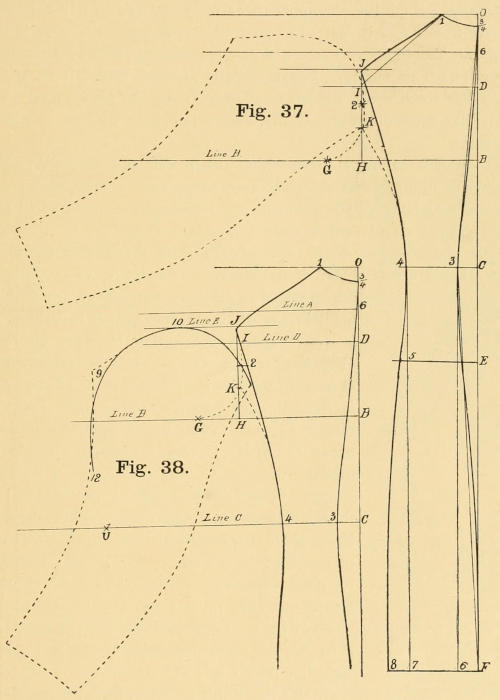 1 O
3/4
6
J
D
I
Fig. 37. 2
K
Line B. G H B
4 3 C
1 O
3/4
6
Line A
10 Line E J
I Line D D
5 E
9 2
K
Line B G H B
12
Fig. 38.
U Line C 4 3 C
8 7 6 F